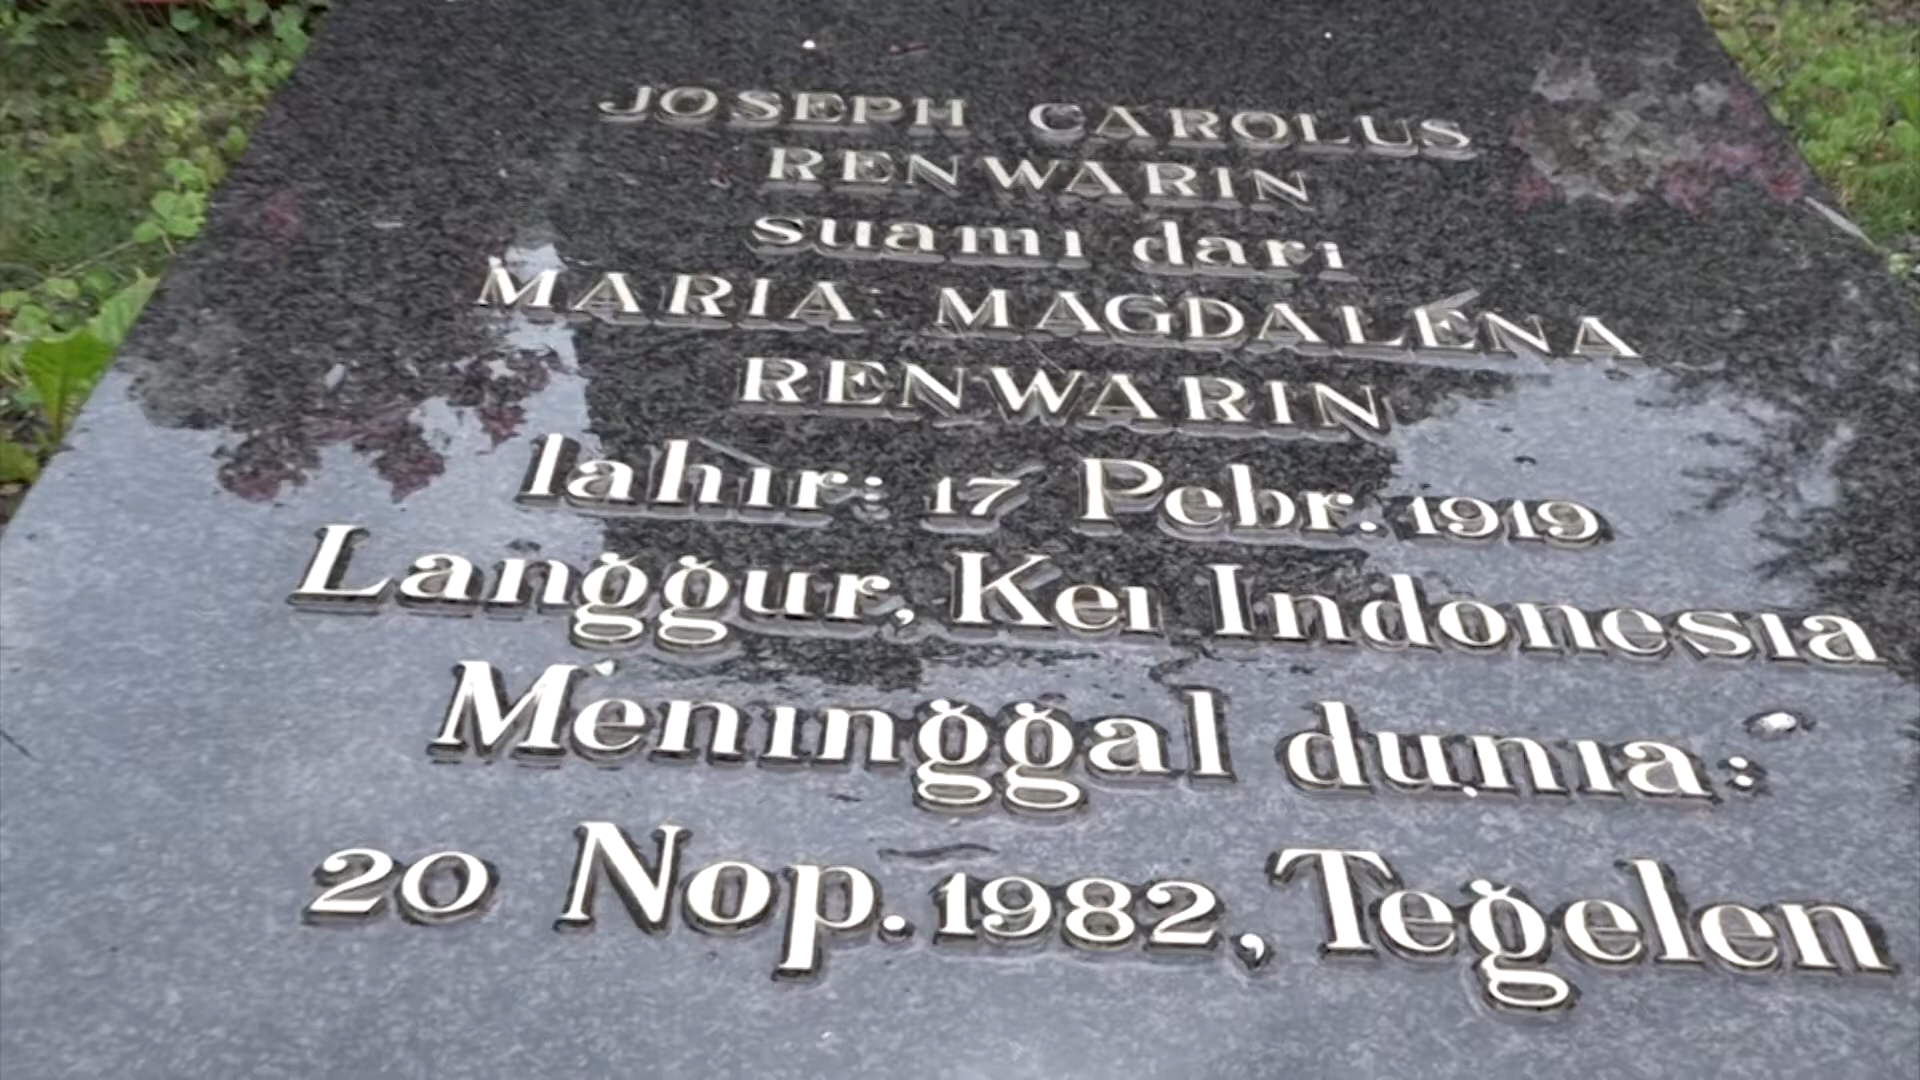 JOSEPH CAROLUS
RENWARIN
suami dari
MARIA MAGDALENA
RENWARIN
lahir: 17 Pebr. 1919
Langgur, Kei Indonesia
Meninggal dunia:
20 Nop. 1982, Tegelen